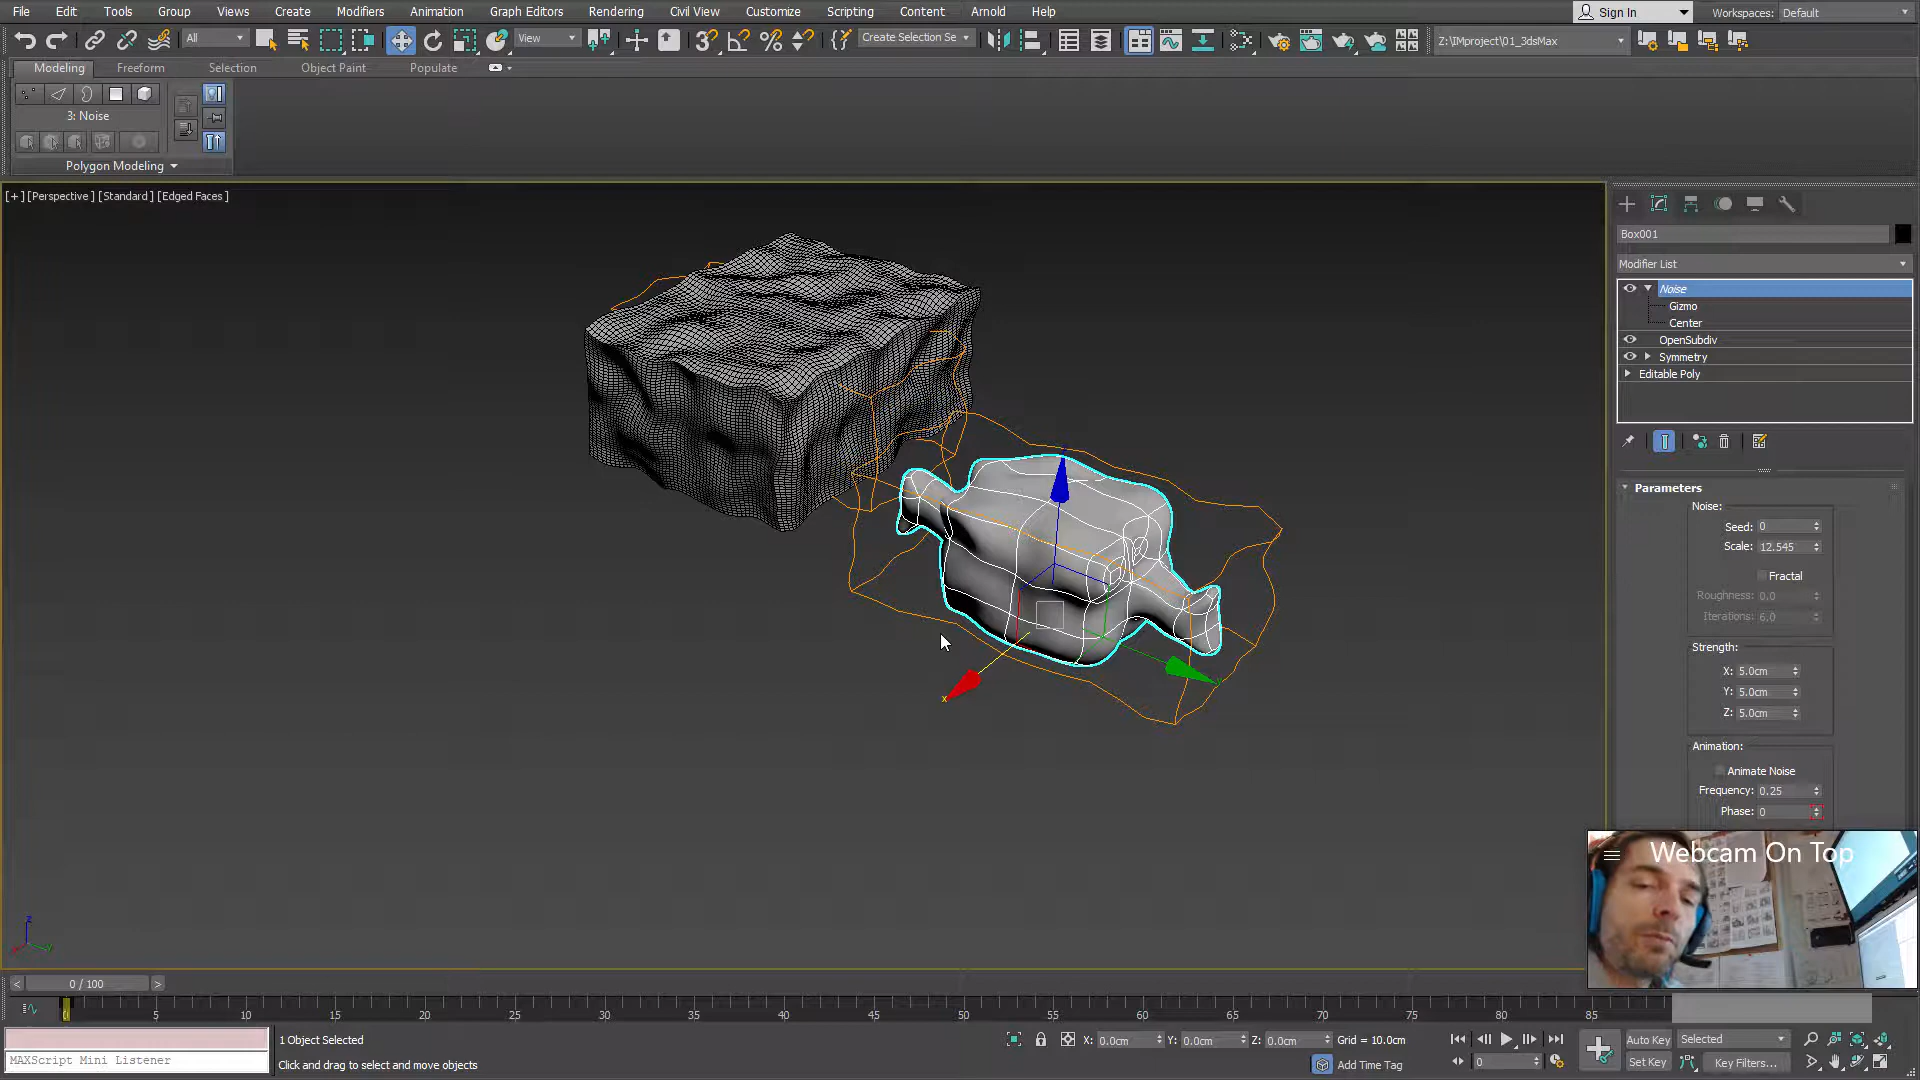 File Edit Tools Group Views Create Modifiers Animation Graph Editors Rendering Civil View Customize Scripting Content Arnold Help Sign In Workspaces: Default
All View Create Selection Se Z:\IMproject\01_3dsMax
Modeling Freeform Selection Object Paint Populate
3: Noise
Polygon Modeling
[+] [Perspective ] [Standard ] [Edged Faces ]
Box001
Modifier List
Noise
Gizmo
Center
OpenSubdiv
Symmetry
Editable Poly
Parameters
Noise:
Seed: 0
Scale: 12.545
Fractal
Roughness: 0.0
Iterations: 6.0
Strength:
X: 5.0cm
Y: 5.0cm
Z: 5.0cm
Animation:
Animate Noise
Frequency: 0.25
Phase: 0
Webcam On Top
x
z
y
< 0 / 100 >
0 5 10 15 20 25 30 35 40 45 50 55 60 65 70 75 80 85
1 Object Selected X: 0.0cm Y: 0.0cm Z: 0.0cm Grid = 10.0cm Auto Key Selected
MAXScript Mini Listener Click and drag to select and move objects Add Time Tag 0 Set Key Key Filters...